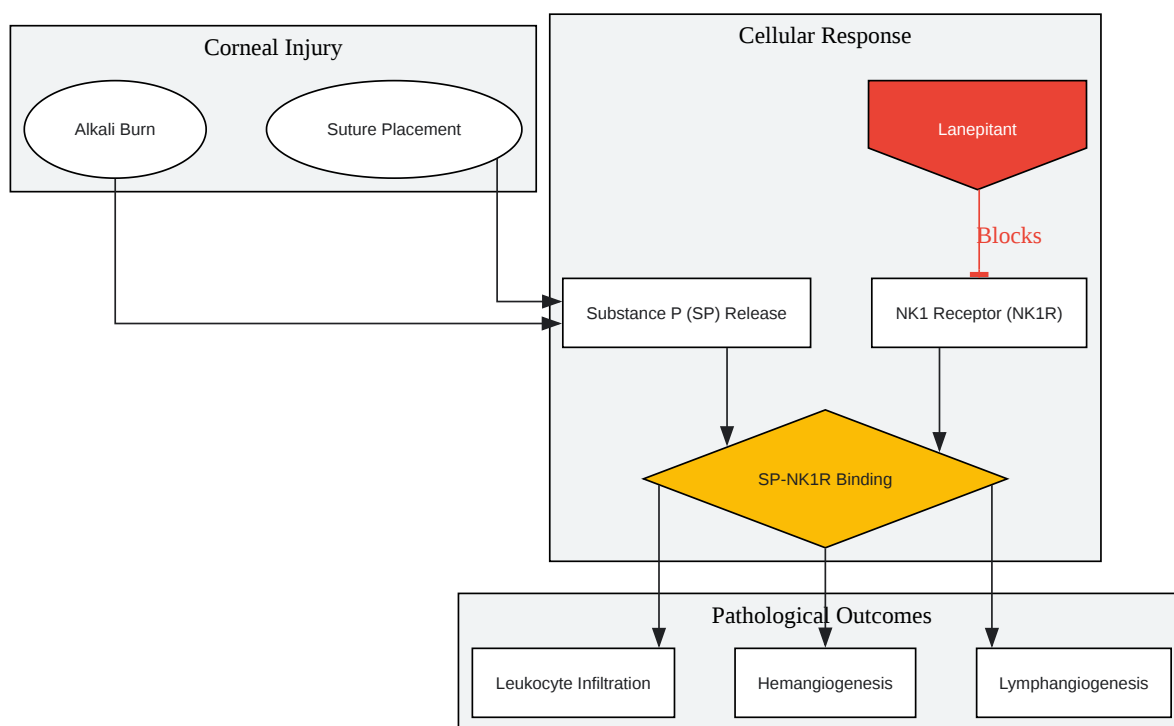 Corneal Injury
Cellular Response
Alkali Burn
Suture Placement
Lanepitant
Blocks
Substance P (SP) Release
NK1 Receptor (NK1R)
SP-NK1R Binding
Pathological Outcomes
Leukocyte Infiltration
Hemangiogenesis
Lymphangiogenesis